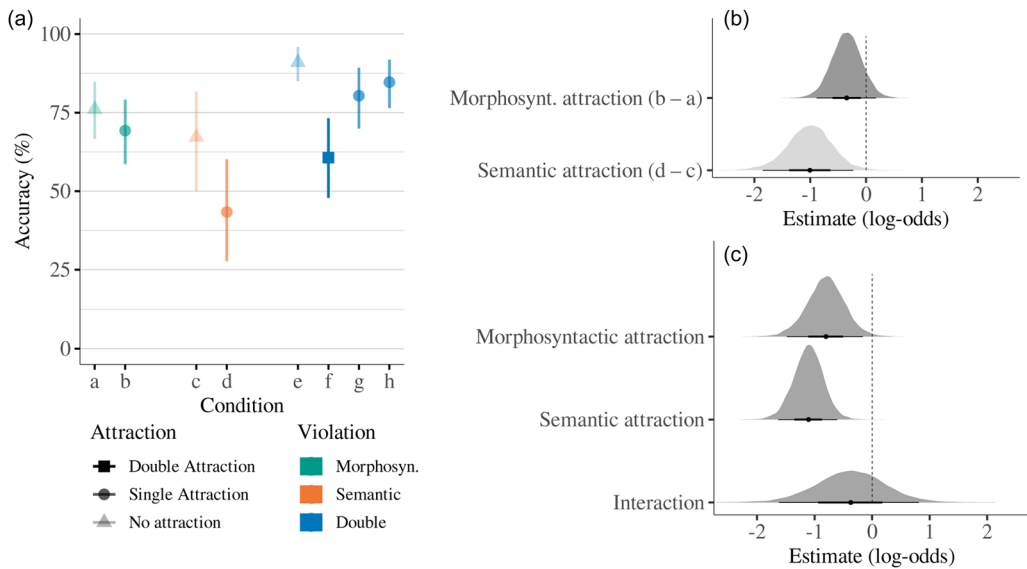 (a)
100
75
50
25
0
Accuracy (%)
a b c d e f g h
Condition
Attraction
Double Attraction
Single Attraction
No attraction
Violation
Morphosyn.
Semantic
Double
(b)
Morphosynt. attraction (b – a)
Semantic attraction (d – c)
-2 -1 0 1 2
Estimate (log-odds)
(c)
Morphosyntactic attraction
Semantic attraction
Interaction
-2 -1 0 1 2
Estimate (log-odds)